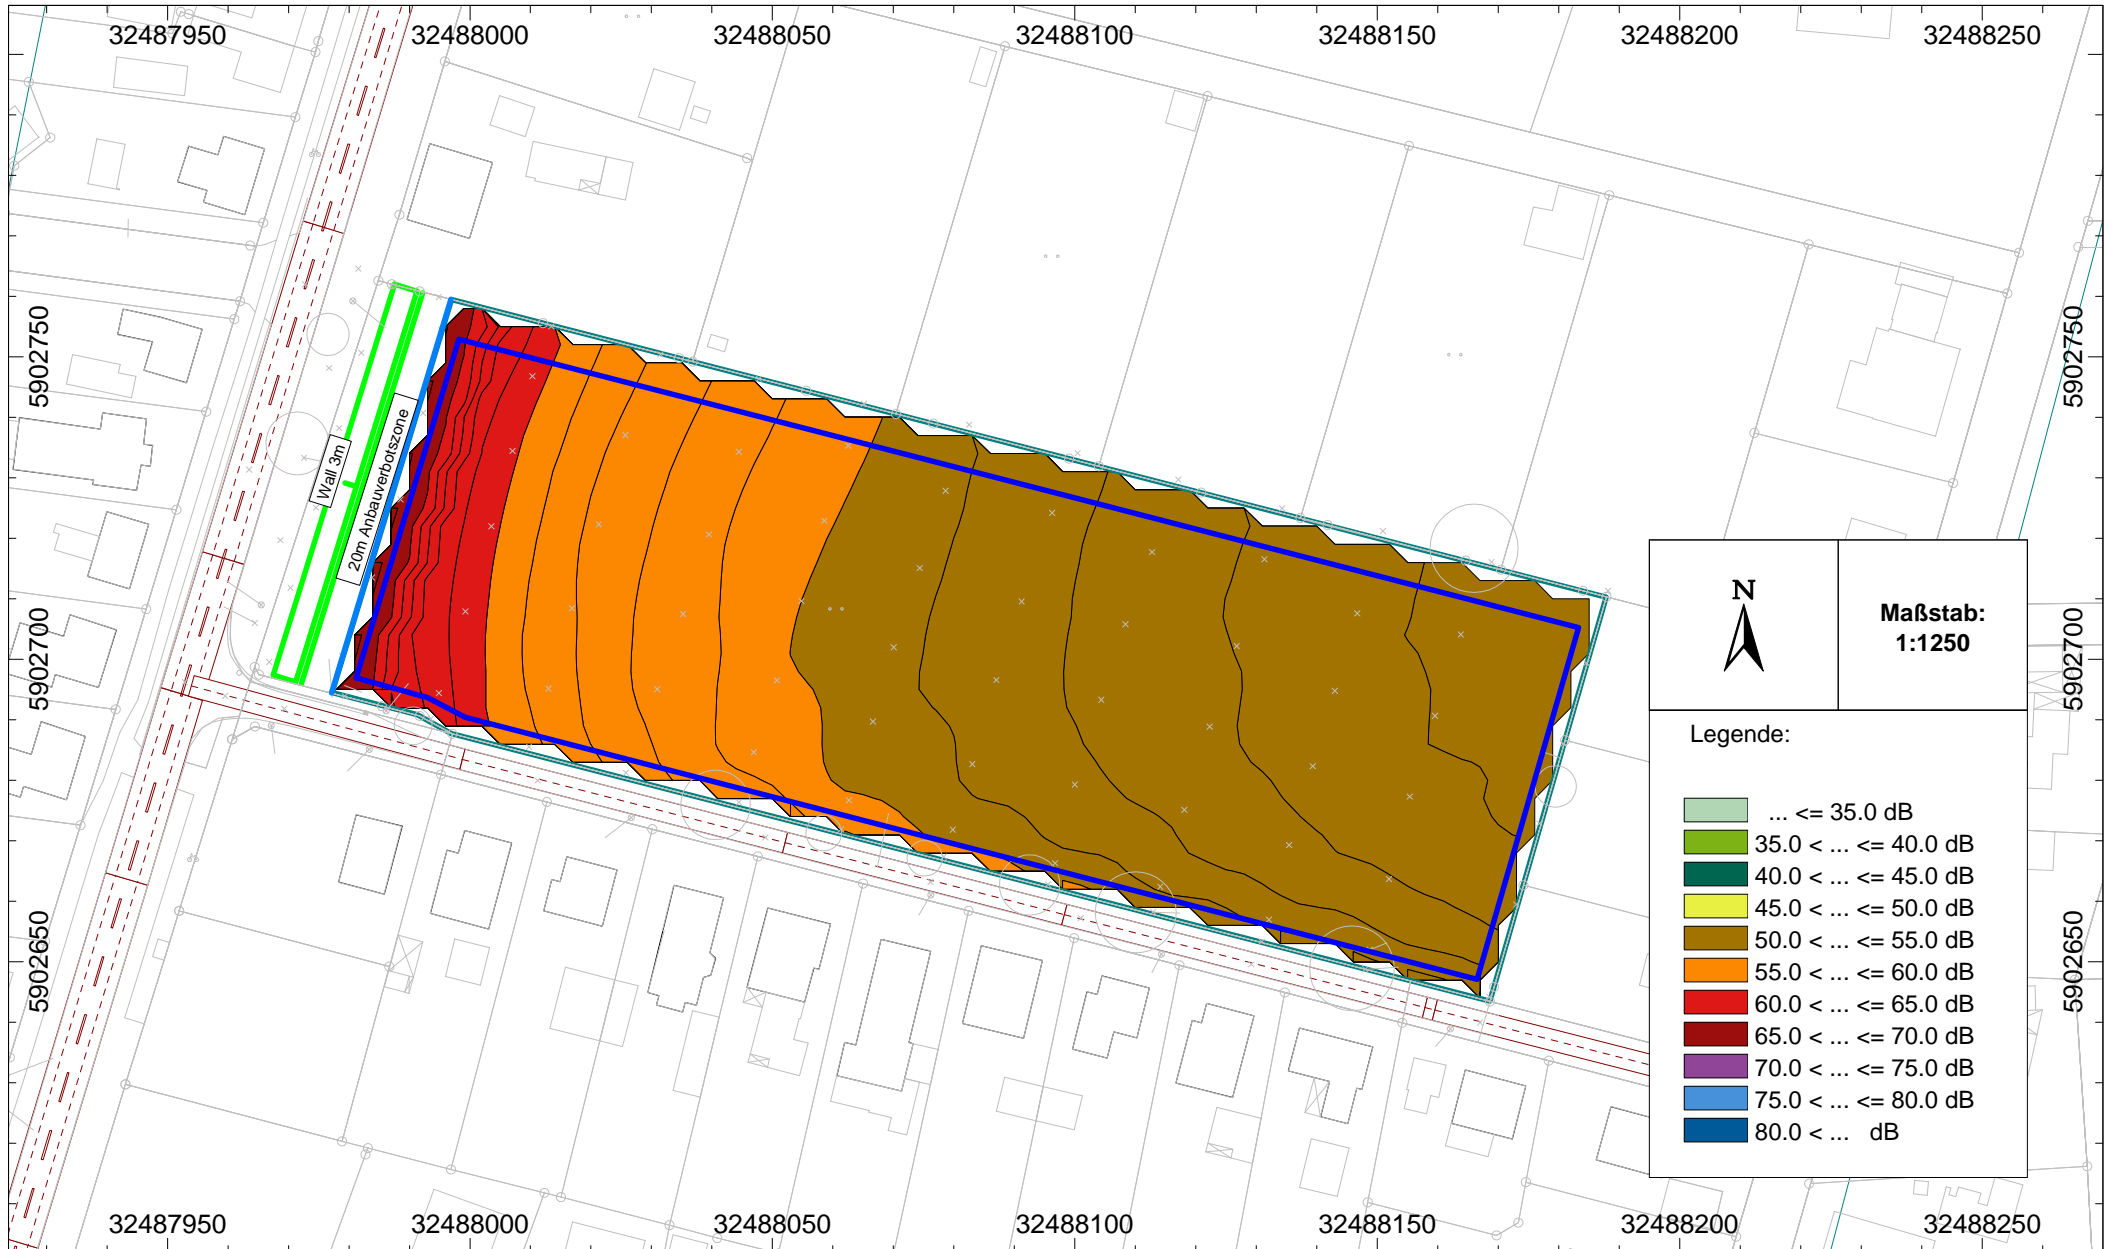 32487950 32488000 32488050 32488100 32488150 32488200 32488250
5902750
5902700
5902650
Wall 3m
20m Anbauverbotszone
5902750
5902700
5902650
N
Maßstab:
1:1250
Legende:
... <= 35.0 dB
35.0 < ... <= 40.0 dB
40.0 < ... <= 45.0 dB
45.0 < ... <= 50.0 dB
50.0 < ... <= 55.0 dB
55.0 < ... <= 60.0 dB
60.0 < ... <= 65.0 dB
65.0 < ... <= 70.0 dB
70.0 < ... <= 75.0 dB
75.0 < ... <= 80.0 dB
80.0 < ... dB
32487950 32488000 32488050 32488100 32488150 32488200 32488250